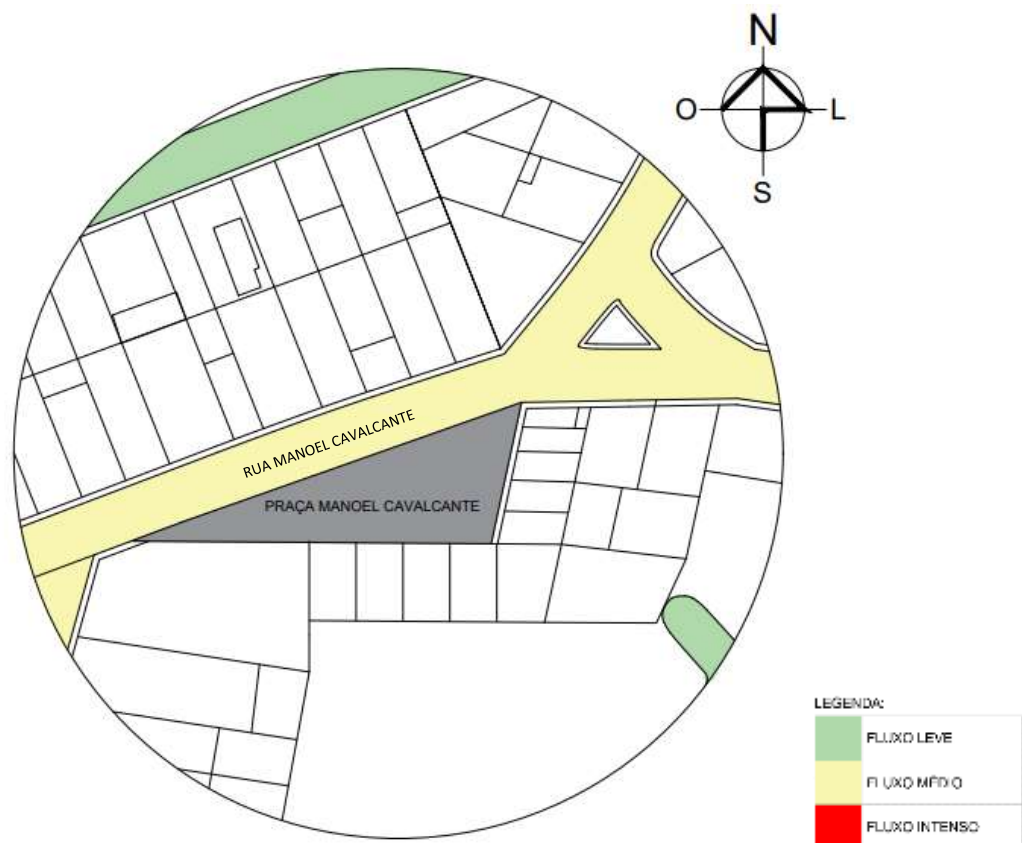 N
O
L
S
RUA MANOEL CAVALCANTE
PRAÇA MANOEL CAVALCANTE
LEGENDA:
FLUXO LEVE
FLUXO MÉDIO
FLUXO INTENSO